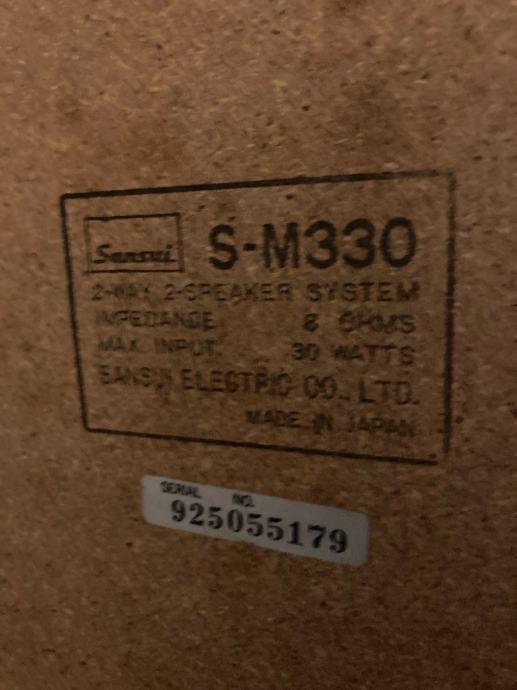 Sansui S-M330
2-WAY 2-SPEAKER SYSTEM
IMPEDANCE 8 OHMS
MAX. INPUT 30 WATTS
SANSUI ELECTRIC CO., LTD.
MADE IN JAPAN
SERIAL NO.
925055179